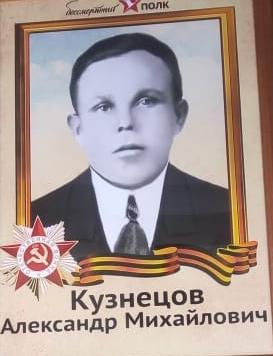 бессмертный полк
Кузнецов
Александр Михайлович